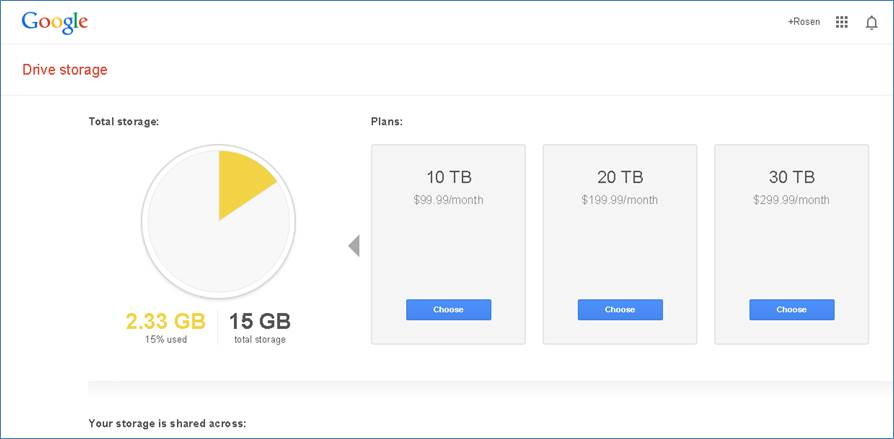 Google
+Rosen
Drive storage
Total storage:
Plans:
10 TB
$99.99/month
Choose
20 TB
$199.99/month
Choose
30 TB
$299.99/month
Choose
2.33 GB
15% used
15 GB
total storage
Your storage is shared across: